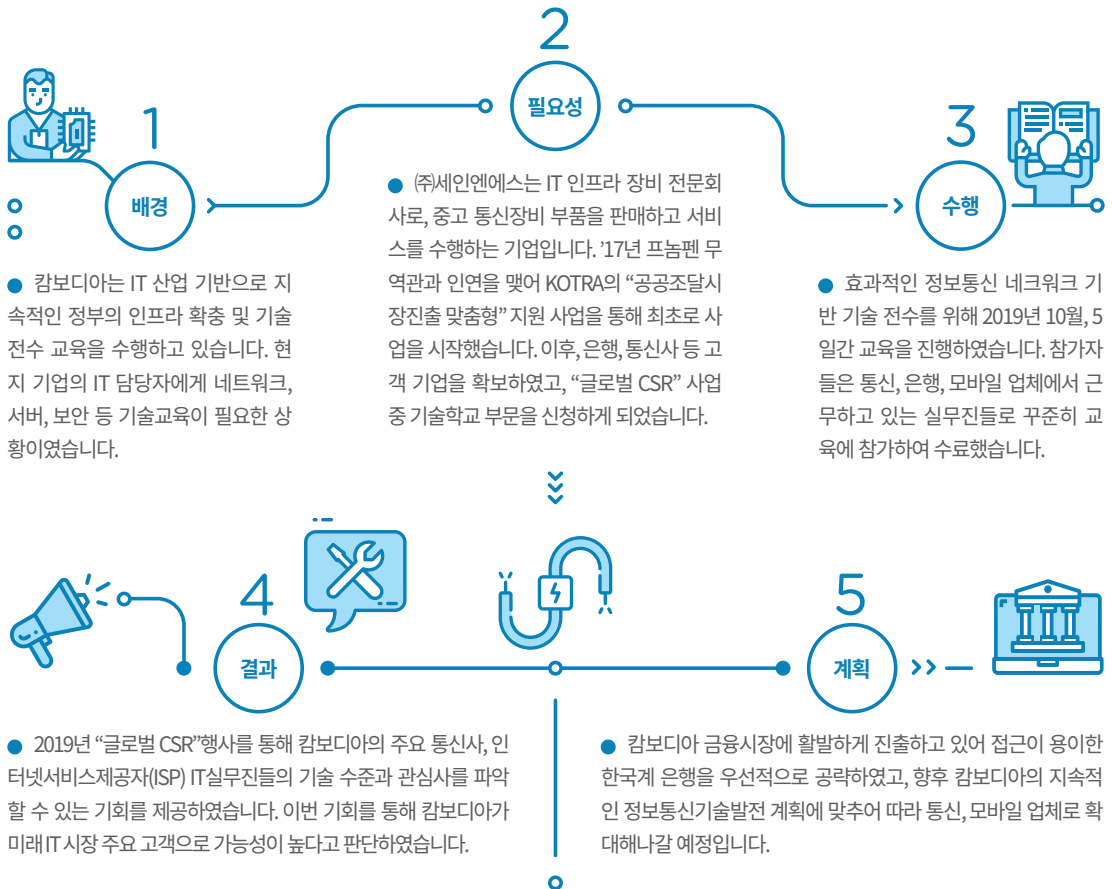 1
배경
● 캄보디아는 IT 산업 기반으로 지
속적인 정부의 인프라 확충 및 기술
전수 교육을 수행하고 있습니다. 현
지 기업의 IT 담당자에게 네트워크,
서버, 보안 등 기술교육이 필요한 상
황이였습니다.
2
필요성
● ㈜세인엔에스는 IT 인프라 장비 전문회
사로, 중고 통신장비 부품을 판매하고 서비
스를 수행하는 기업입니다. ’17년 프놈펜 무
역관과 인연을 맺어 KOTRA의 “공공조달시
장진출 맞춤형” 지원 사업을 통해 최초로 사
업을 시작했습니다. 이후, 은행, 통신사 등 고
객 기업을 확보하였고, “글로벌 CSR” 사업
중 기술학교 부문을 신청하게 되었습니다.
3
수행
● 효과적인 정보통신 네크워크 기
반 기술 전수를 위해 2019년 10월, 5
일간 교육을 진행하였습니다. 참가자
들은 통신, 은행, 모바일 업체에서 근
무하고 있는 실무진들로 꾸준히 교
육에 참가하여 수료했습니다.
4
결과
● 2019년 “글로벌 CSR”행사를 통해 캄보디아의 주요 통신사, 인
터넷서비스제공자(ISP) IT실무진들의 기술 수준과 관심사를 파악
할 수 있는 기회를 제공하였습니다. 이번 기회를 통해 캄보디아가
미래 IT 시장 주요 고객으로 가능성이 높다고 판단하였습니다.
5
계획
● 캄보디아 금융시장에 활발하게 진출하고 있어 접근이 용이한
한국계 은행을 우선적으로 공략하였고, 향후 캄보디아의 지속적
인 정보통신기술발전 계획에 맞추어 따라 통신, 모바일 업체로 확
대해나갈 예정입니다.